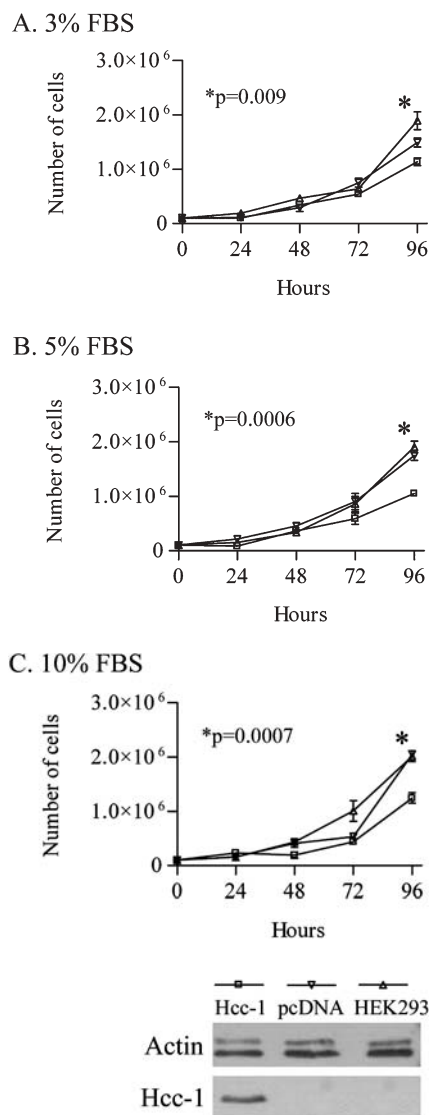 A. 3% FBS
3.0×10⁶
*p=0.009
*
2.0×10⁶
Number of cells
1.0×10⁶
0
0 24 48 72 96
Hours
B. 5% FBS
3.0×10⁶
*p=0.0006
*
2.0×10⁶
Number of cells
1.0×10⁶
0
0 24 48 72 96
Hours
C. 10% FBS
3.0×10⁶
*p=0.0007
*
2.0×10⁶
Number of cells
1.0×10⁶
0
0 24 48 72 96
Hours
Hcc-1 pcDNA HEK293
Actin
Hcc-1